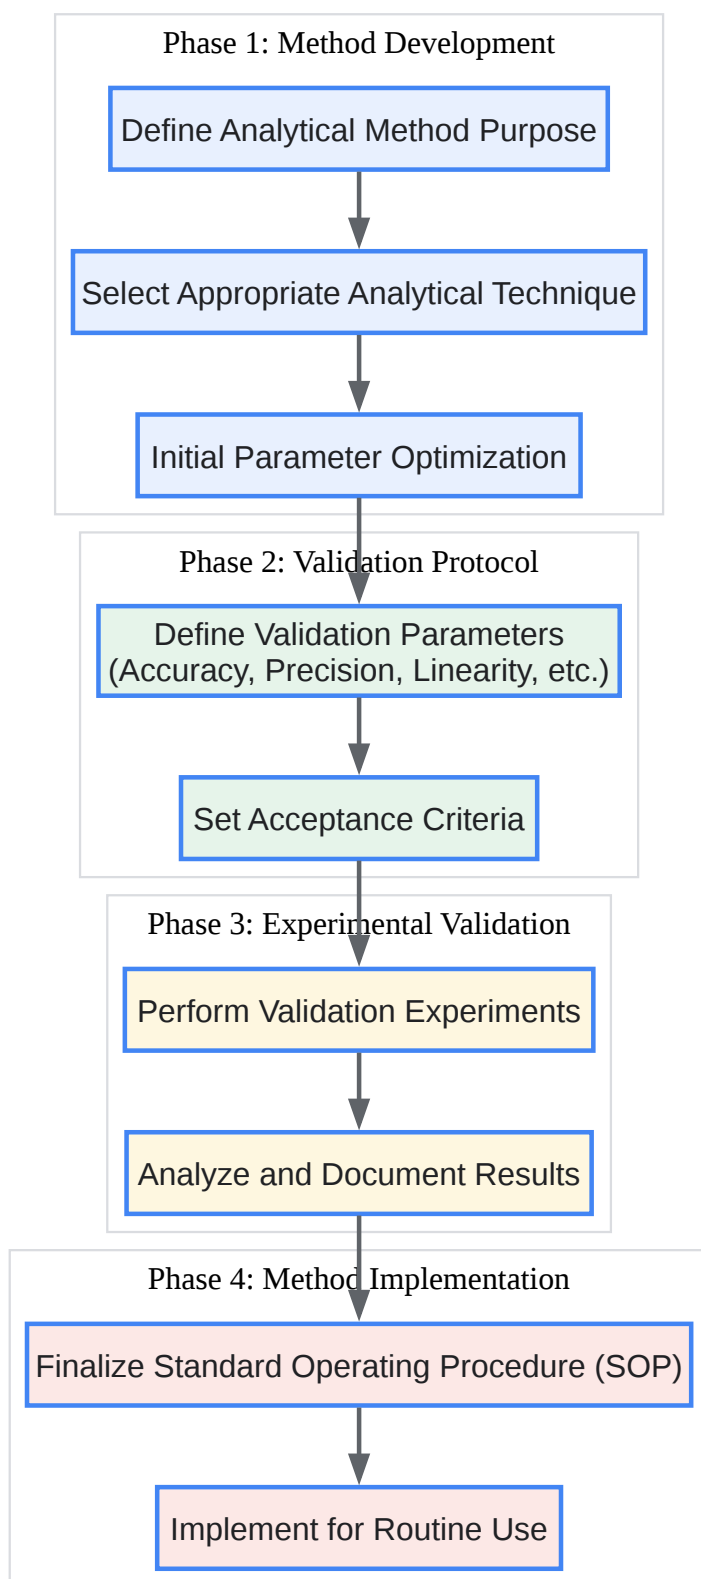 Phase 1: Method Development
Define Analytical Method Purpose
Select Appropriate Analytical Technique
Initial Parameter Optimization
Phase 2: Validation Protocol
Define Validation Parameters
(Accuracy, Precision, Linearity, etc.)
Set Acceptance Criteria
Phase 3: Experimental Validation
Perform Validation Experiments
Analyze and Document Results
Phase 4: Method Implementation
Finalize Standard Operating Procedure (SOP)
Implement for Routine Use